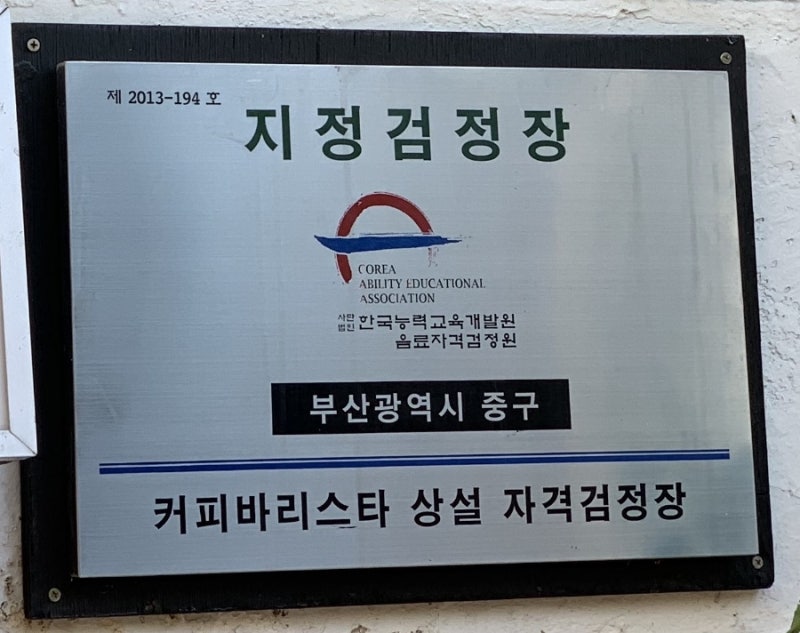 제 2013-194 호
지정검정장
COREA
ABILITY EDUCATIONAL
ASSOCIATION
사단법인 한국능력교육개발원
음료자격검정원
부산광역시 중구
커피바리스타 상설 자격검정장